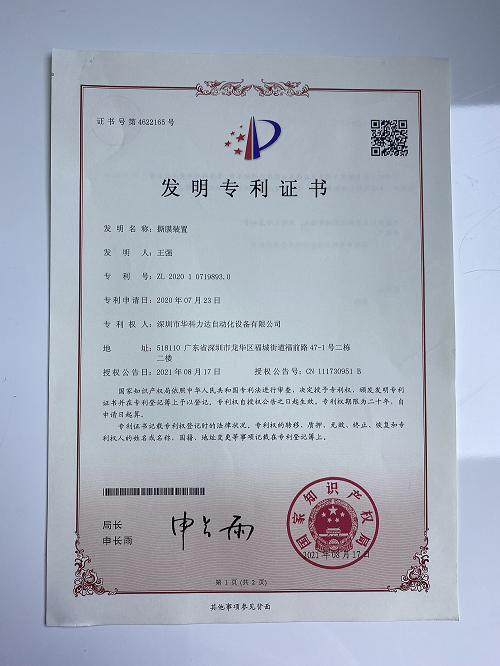 证书号第4622165号
发明专利证书
发明名称：撕膜装置
发明人：王强
专利号：ZL 2020 1 0719893.0
专利申请日：2020年07月23日
专利权人：深圳市华科力达自动化设备有限公司
地址：518110 广东省深圳市龙华区福城街道福前路47-1号二栋
二楼
授权公告日：2021年08月17日 授权公告号：CN 111730951 B
国家知识产权局依照中华人民共和国专利法进行审查，决定授予专利权，颁发发明专利
证书并在专利登记簿上予以登记。专利权自授权公告之日起生效。专利权期限为二十年，自
申请日起算。
专利证书记载专利权登记时的法律状况。专利权的转移、质押、无效、终止、恢复和专利
权人的姓名或名称、国籍、地址变更等事项记载在专利登记簿上。
局长
申长雨
申长雨
国家知识产权局
2021年08月17日
第1页(共2页)
其他事项参见背面